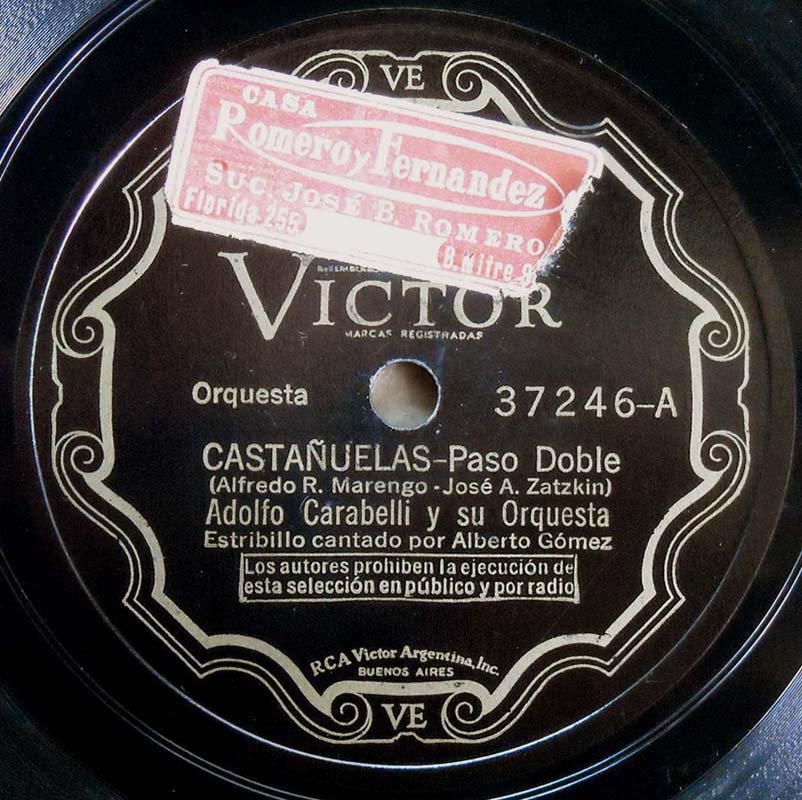 VE
CASA
Romero y Fernandez
SUC. JOSÉ B. ROMERO
Florida 255
B. Mitre
VICTOR
MARCAS REGISTRADAS
Orquesta 37246-A
CASTAÑUELAS-Paso Doble
(Alfredo R. Marengo - José A. Zatzkin)
Adolfo Carabelli y su Orquesta
Estribillo cantado por Alberto Gómez
Los autores prohiben la ejecución de
esta selección en público y por radio
RCA Victor Argentina, Inc.
BUENOS AIRES
VE